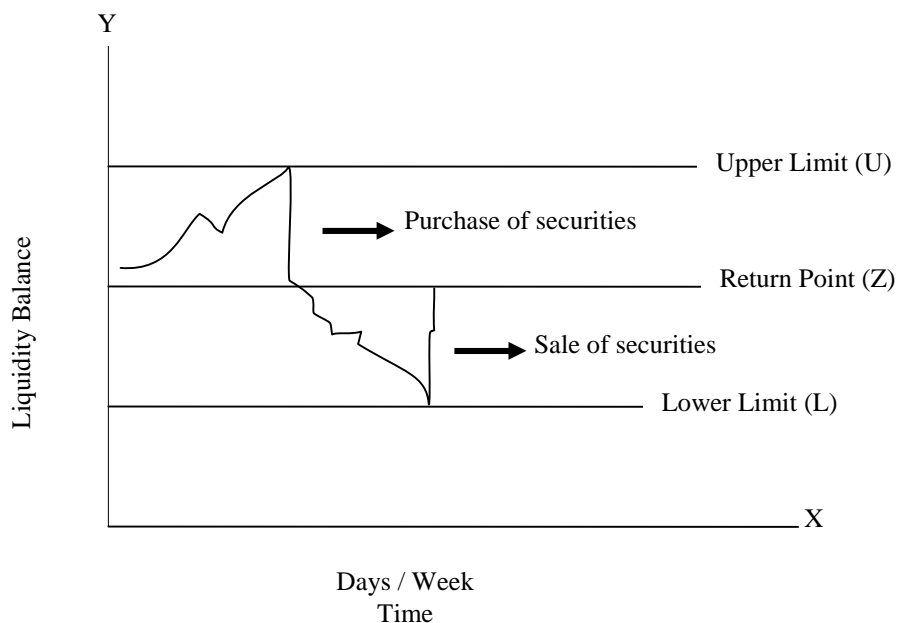 Y
Upper Limit (U)
Purchase of securities
Return Point (Z)
Liquidity Balance
Sale of securities
Lower Limit (L)
X
Days / Week
Time